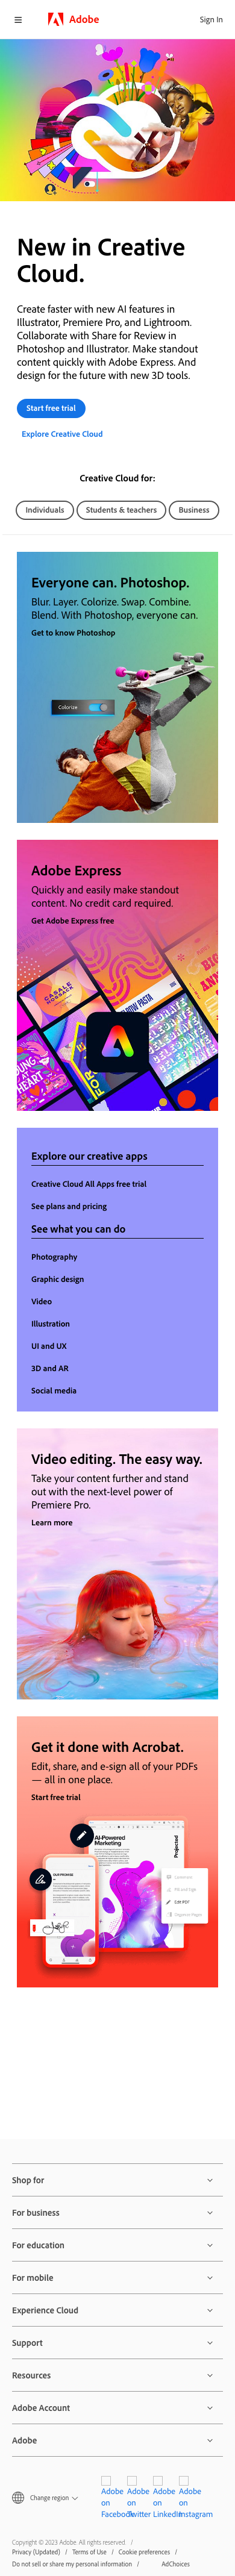 Adobe
Sign In
New in Creative
Cloud.
Create faster with new AI features in
Illustrator, Premiere Pro, and Lightroom.
Collaborate with Share for Review in
Photoshop and Illustrator. Make standout
content quickly with Adobe Express. And
design for the future with new 3D tools.
Start free trial
Explore Creative Cloud
Creative Cloud for:
Individuals
Students & teachers
Business
Everyone can. Photoshop.
Blur. Layer. Colorize. Swap. Combine.
Blend. With Photoshop, everyone can.
Get to know Photoshop
Colorize
Adobe Express
Quickly and easily make standout
content. No credit card required.
Get Adobe Express free
Explore our creative apps
Creative Cloud All Apps free trial
See plans and pricing
See what you can do
Photography
Graphic design
Video
Illustration
UI and UX
3D and AR
Social media
Video editing. The easy way.
Take your content further and stand
out with the next-level power of
Premiere Pro.
Learn more
Get it done with Acrobat.
Edit, share, and e-sign all of your PDFs
— all in one place.
Start free trial
AI-Powered
Marketing
Projected
Edit PDF
Shop for
For business
For education
For mobile
Experience Cloud
Support
Resources
Adobe Account
Adobe
Change region
Adobe on Facebook
Adobe on Twitter
Adobe on LinkedIn
Adobe on Instagram
Copyright © 2023 Adobe. All rights reserved. /
Privacy (Updated) / Terms of Use / Cookie preferences /
Do not sell or share my personal information / AdChoices